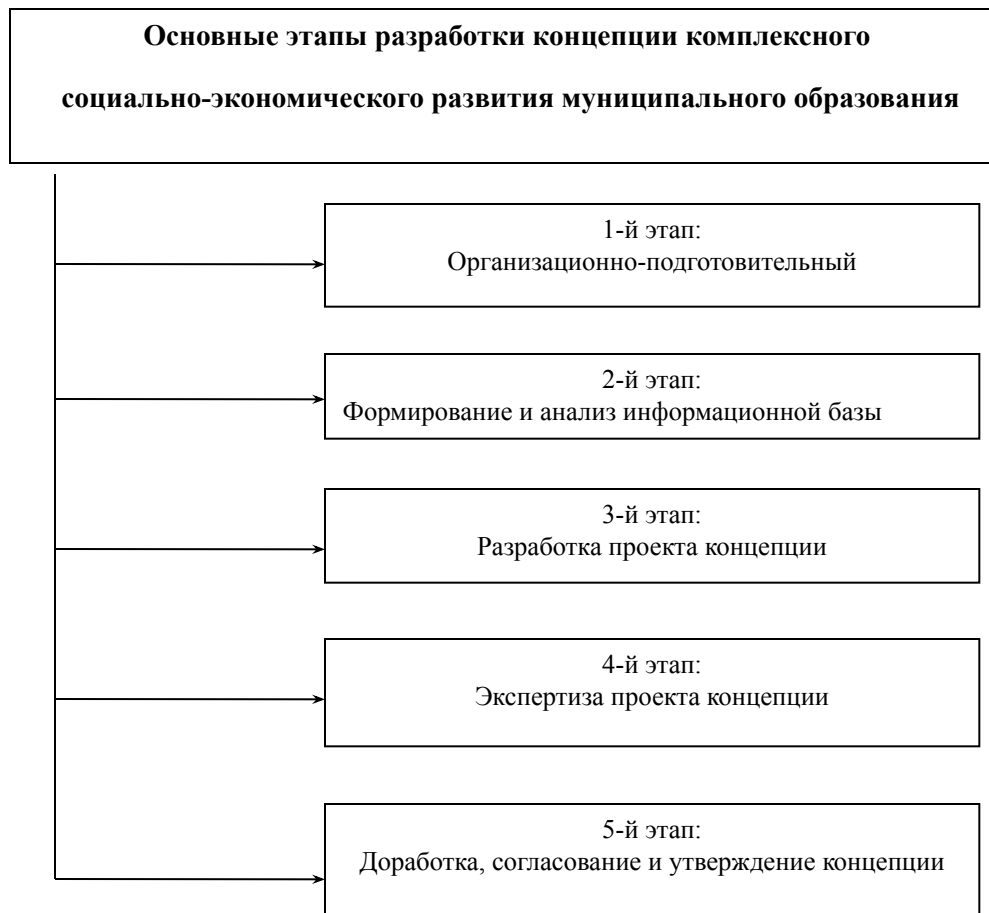 Основные этапы разработки концепции комплексного
социально-экономического развития муниципального образования
1-й этап:
Организационно-подготовительный
2-й этап:
Формирование и анализ информационной базы
3-й этап:
Разработка проекта концепции
4-й этап:
Экспертиза проекта концепции
5-й этап:
Доработка, согласование и утверждение концепции